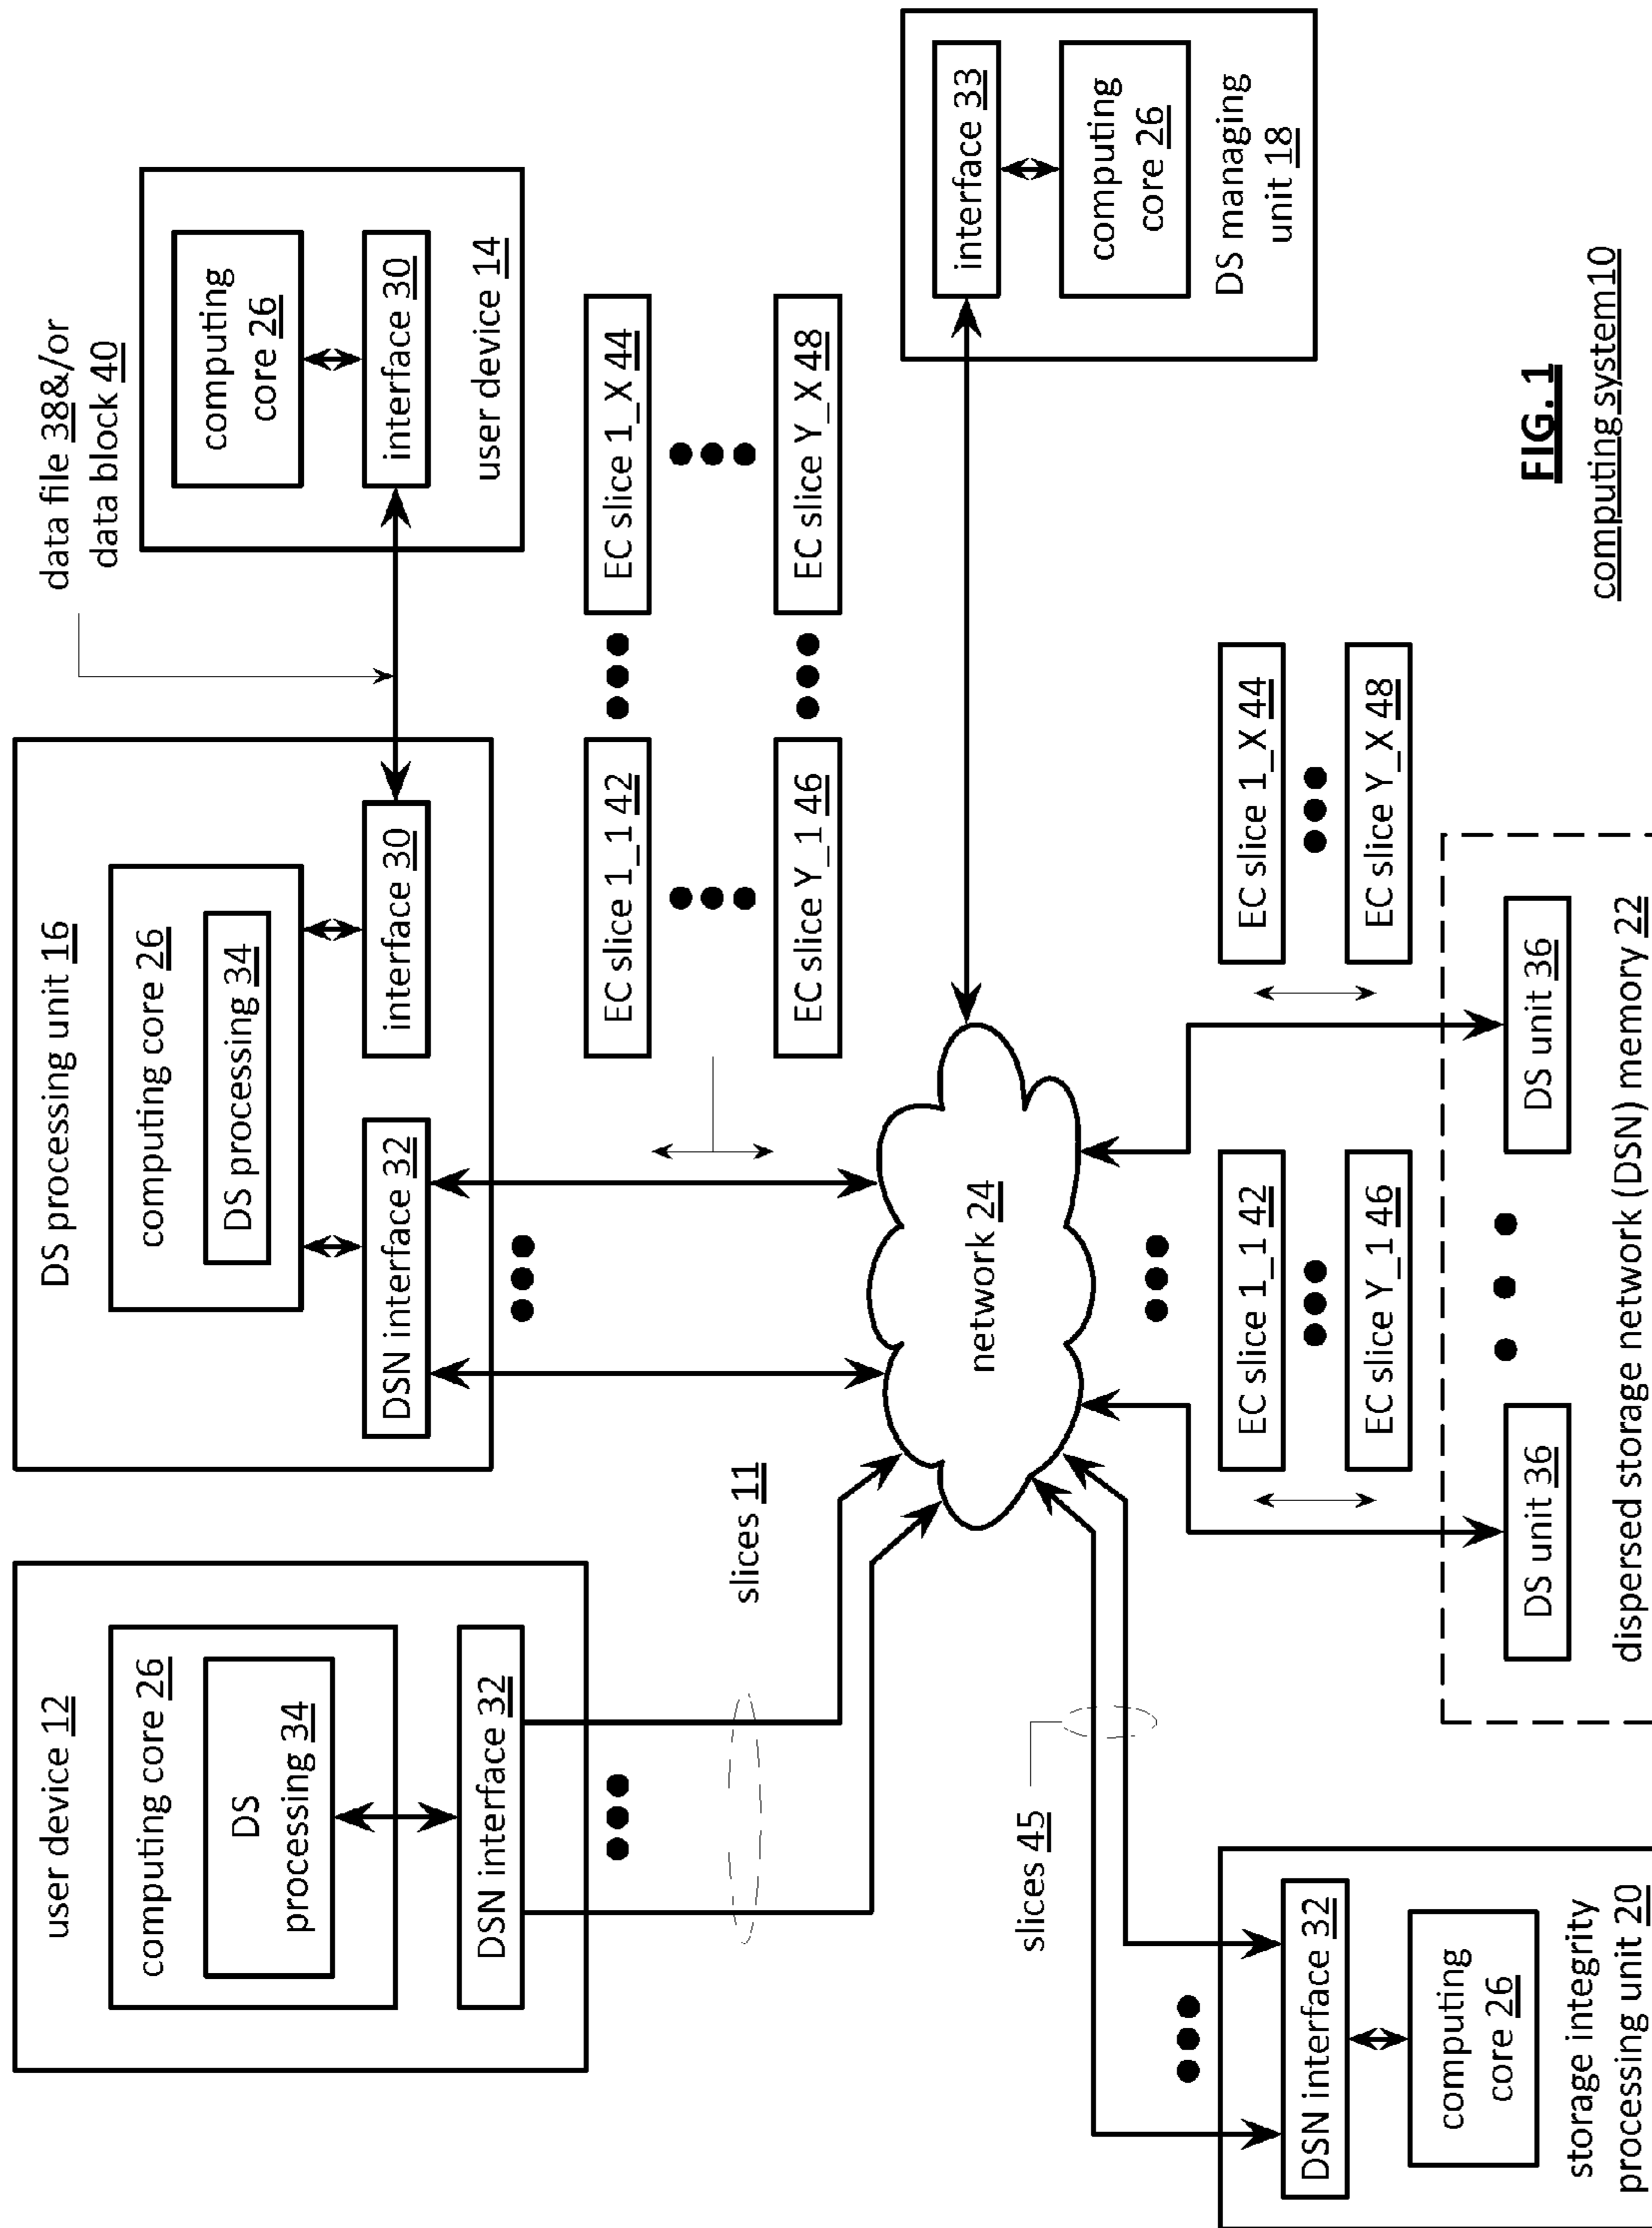 user device 12
computing core 26
DS
processing 34
DSN interface 32
slices 11
DS processing unit 16
computing core 26
DS processing 34
DSN interface 32
interface 30
data file 38&/or
data block 40
computing
core 26
interface 30
user device 14
EC slice 1_1 42
EC slice 1_X 44
EC slice Y_1 46
EC slice Y_X 48
network 24
interface 33
computing
core 26
DS managing
unit 18
slices 45
DSN interface 32
computing
core 26
storage integrity
processing unit 20
EC slice 1_1 42
EC slice Y_1 46
EC slice 1_X 44
EC slice Y_X 48
DS unit 36
DS unit 36
dispersed storage network (DSN) memory 22
FIG. 1
computing system10